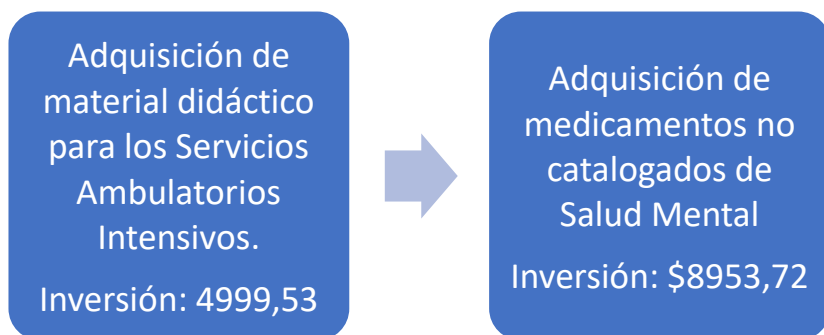 Adquisición de
material didáctico
para los Servicios
Ambulatorios
Intensivos.
Inversión: 4999,53
Adquisición de
medicamentos no
catalogados de
Salud Mental
Inversión: $8953,72